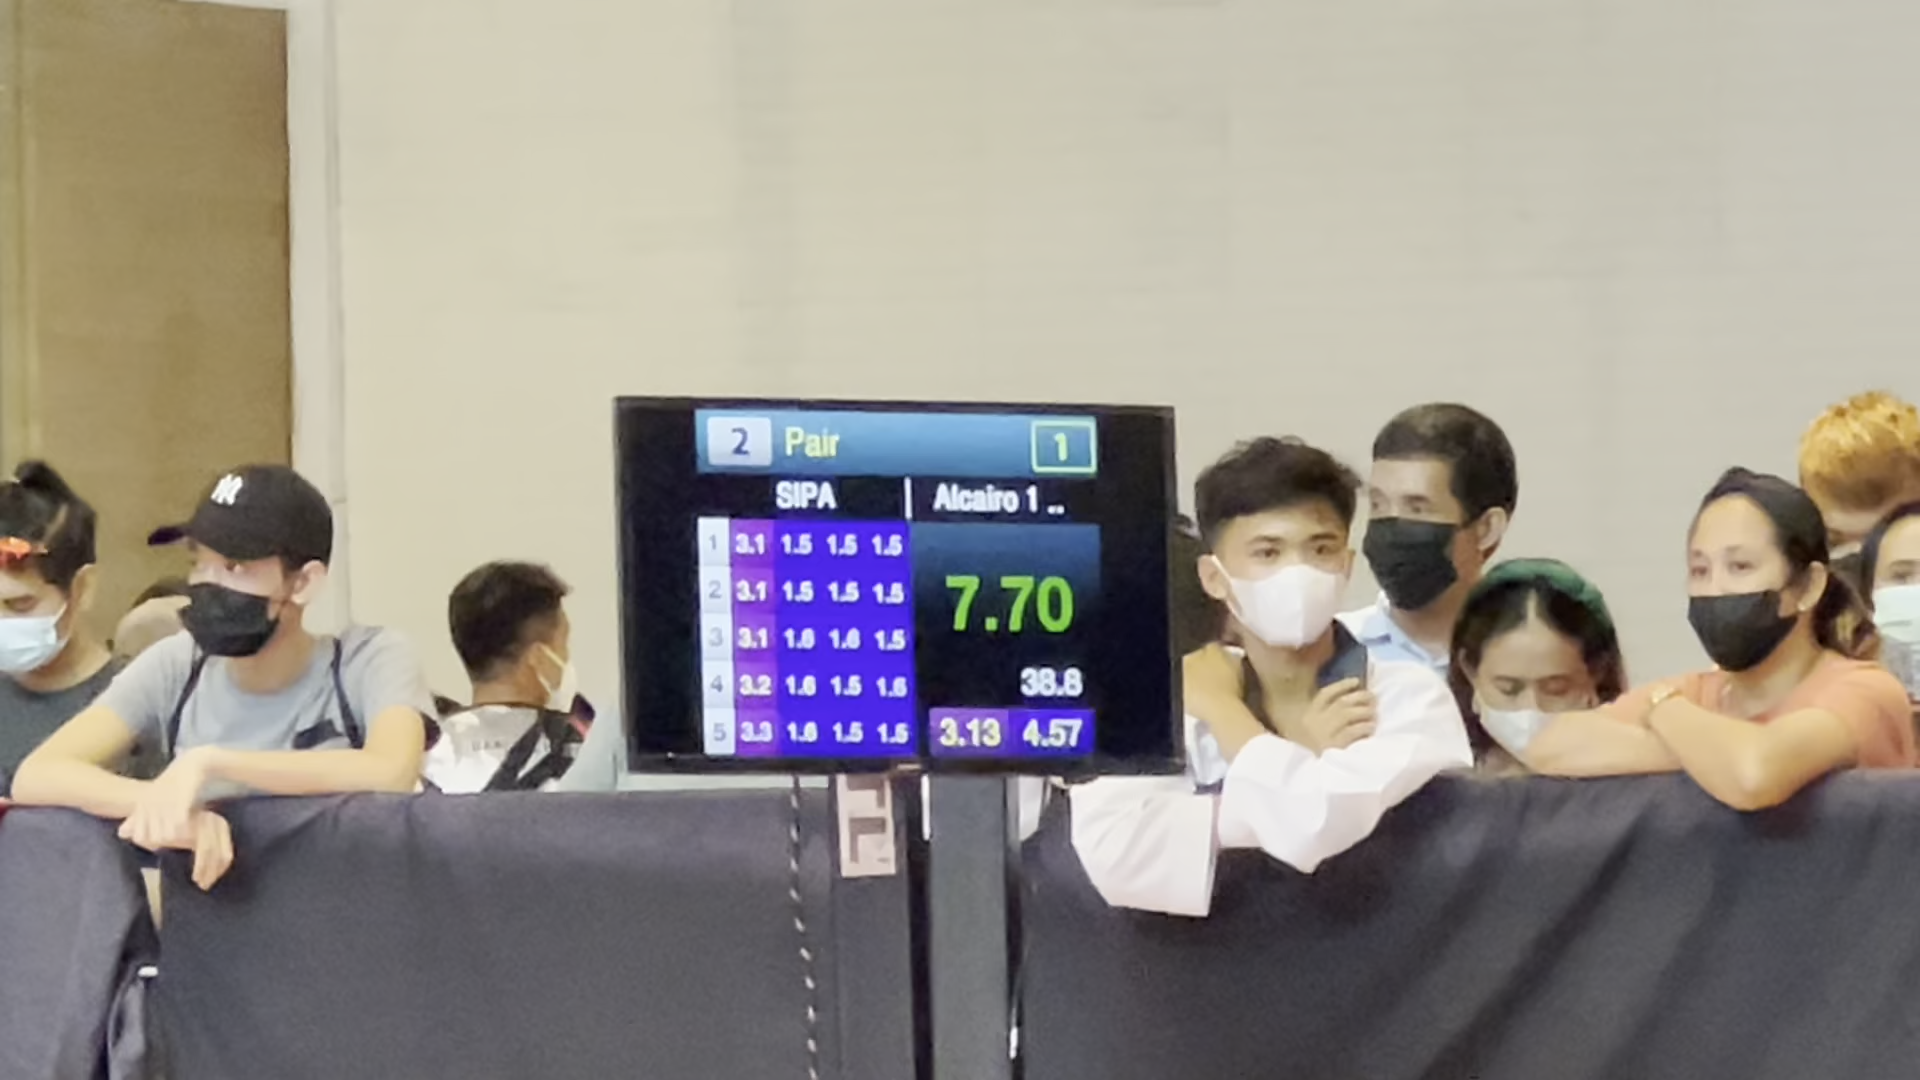 2 Pair 1
SIPA Alcairo 1 ..
1 3.1 1.5 1.5 1.5
2 3.1 1.5 1.5 1.5
3 3.1 1.6 1.6 1.5
4 3.2 1.6 1.5 1.6
5 3.3 1.6 1.5 1.5
7.70
38.8
3.13 4.57